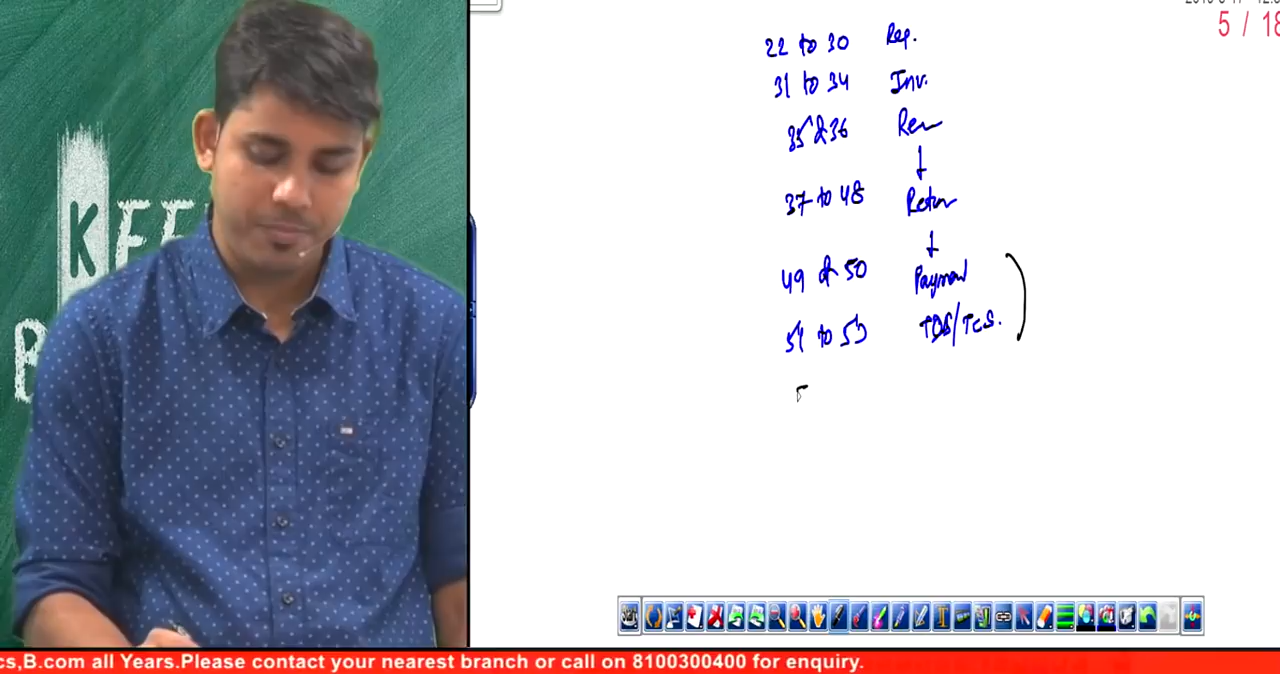 5 / 18
22 to 30 Reg.
31 to 34 Inv.
35 & 36
37 to 48 Return
49 & 50 Payment
51 to 53 TDS/TCS.
5
KEE
cs,B.com all Years.Please contact your nearest branch or call on 8100300400 for enquiry.